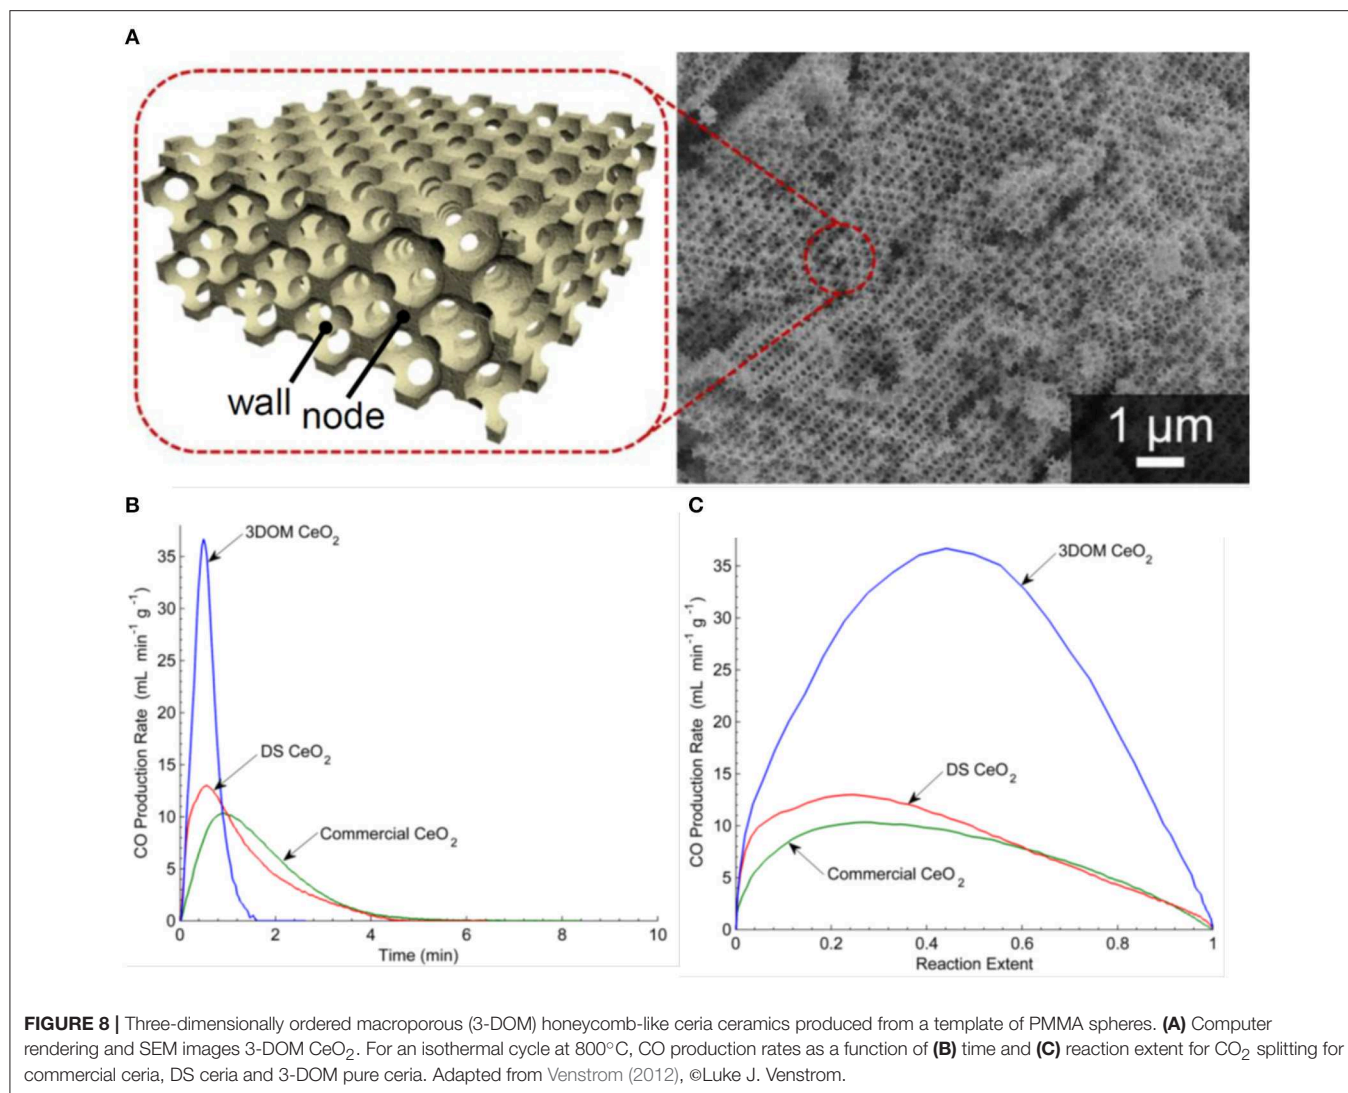 A
wall
node
1 µm
B
CO Production Rate (mL min⁻¹ g⁻¹)
35
30
25
20
15
10
5
0
3DOM CeO₂
DS CeO₂
Commercial CeO₂
0 2 4 6 8 10
Time (min)
C
CO Production Rate (mL min⁻¹ g⁻¹)
35
30
25
20
15
10
5
0
3DOM CeO₂
DS CeO₂
Commercial CeO₂
0 0.2 0.4 0.6 0.8 1
Reaction Extent
FIGURE 8 | Three-dimensionally ordered macroporous (3-DOM) honeycomb-like ceria ceramics produced from a template of PMMA spheres. (A) Computer
rendering and SEM images 3-DOM CeO₂. For an isothermal cycle at 800°C, CO production rates as a function of (B) time and (C) reaction extent for CO₂ splitting for
commercial ceria, DS ceria and 3-DOM pure ceria. Adapted from Venstrom (2012), ©Luke J. Venstrom.